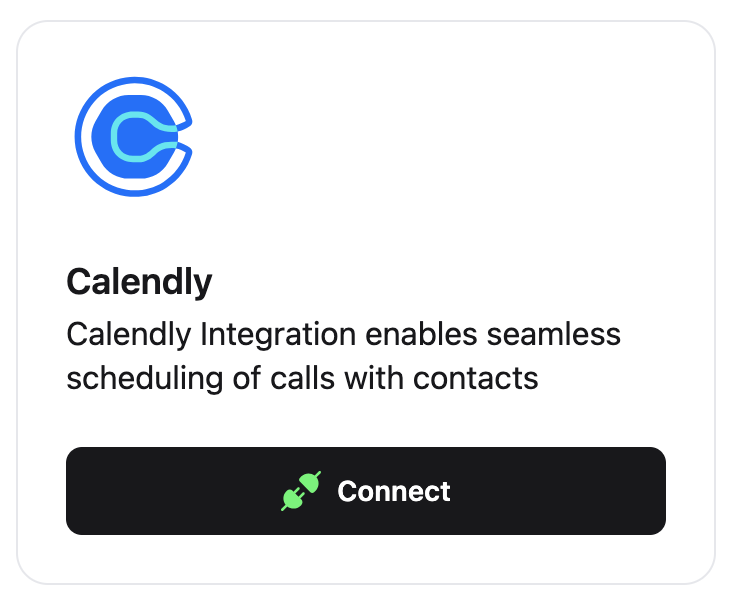 Calendly
Calendly Integration enables seamless
scheduling of calls with contacts
Connect